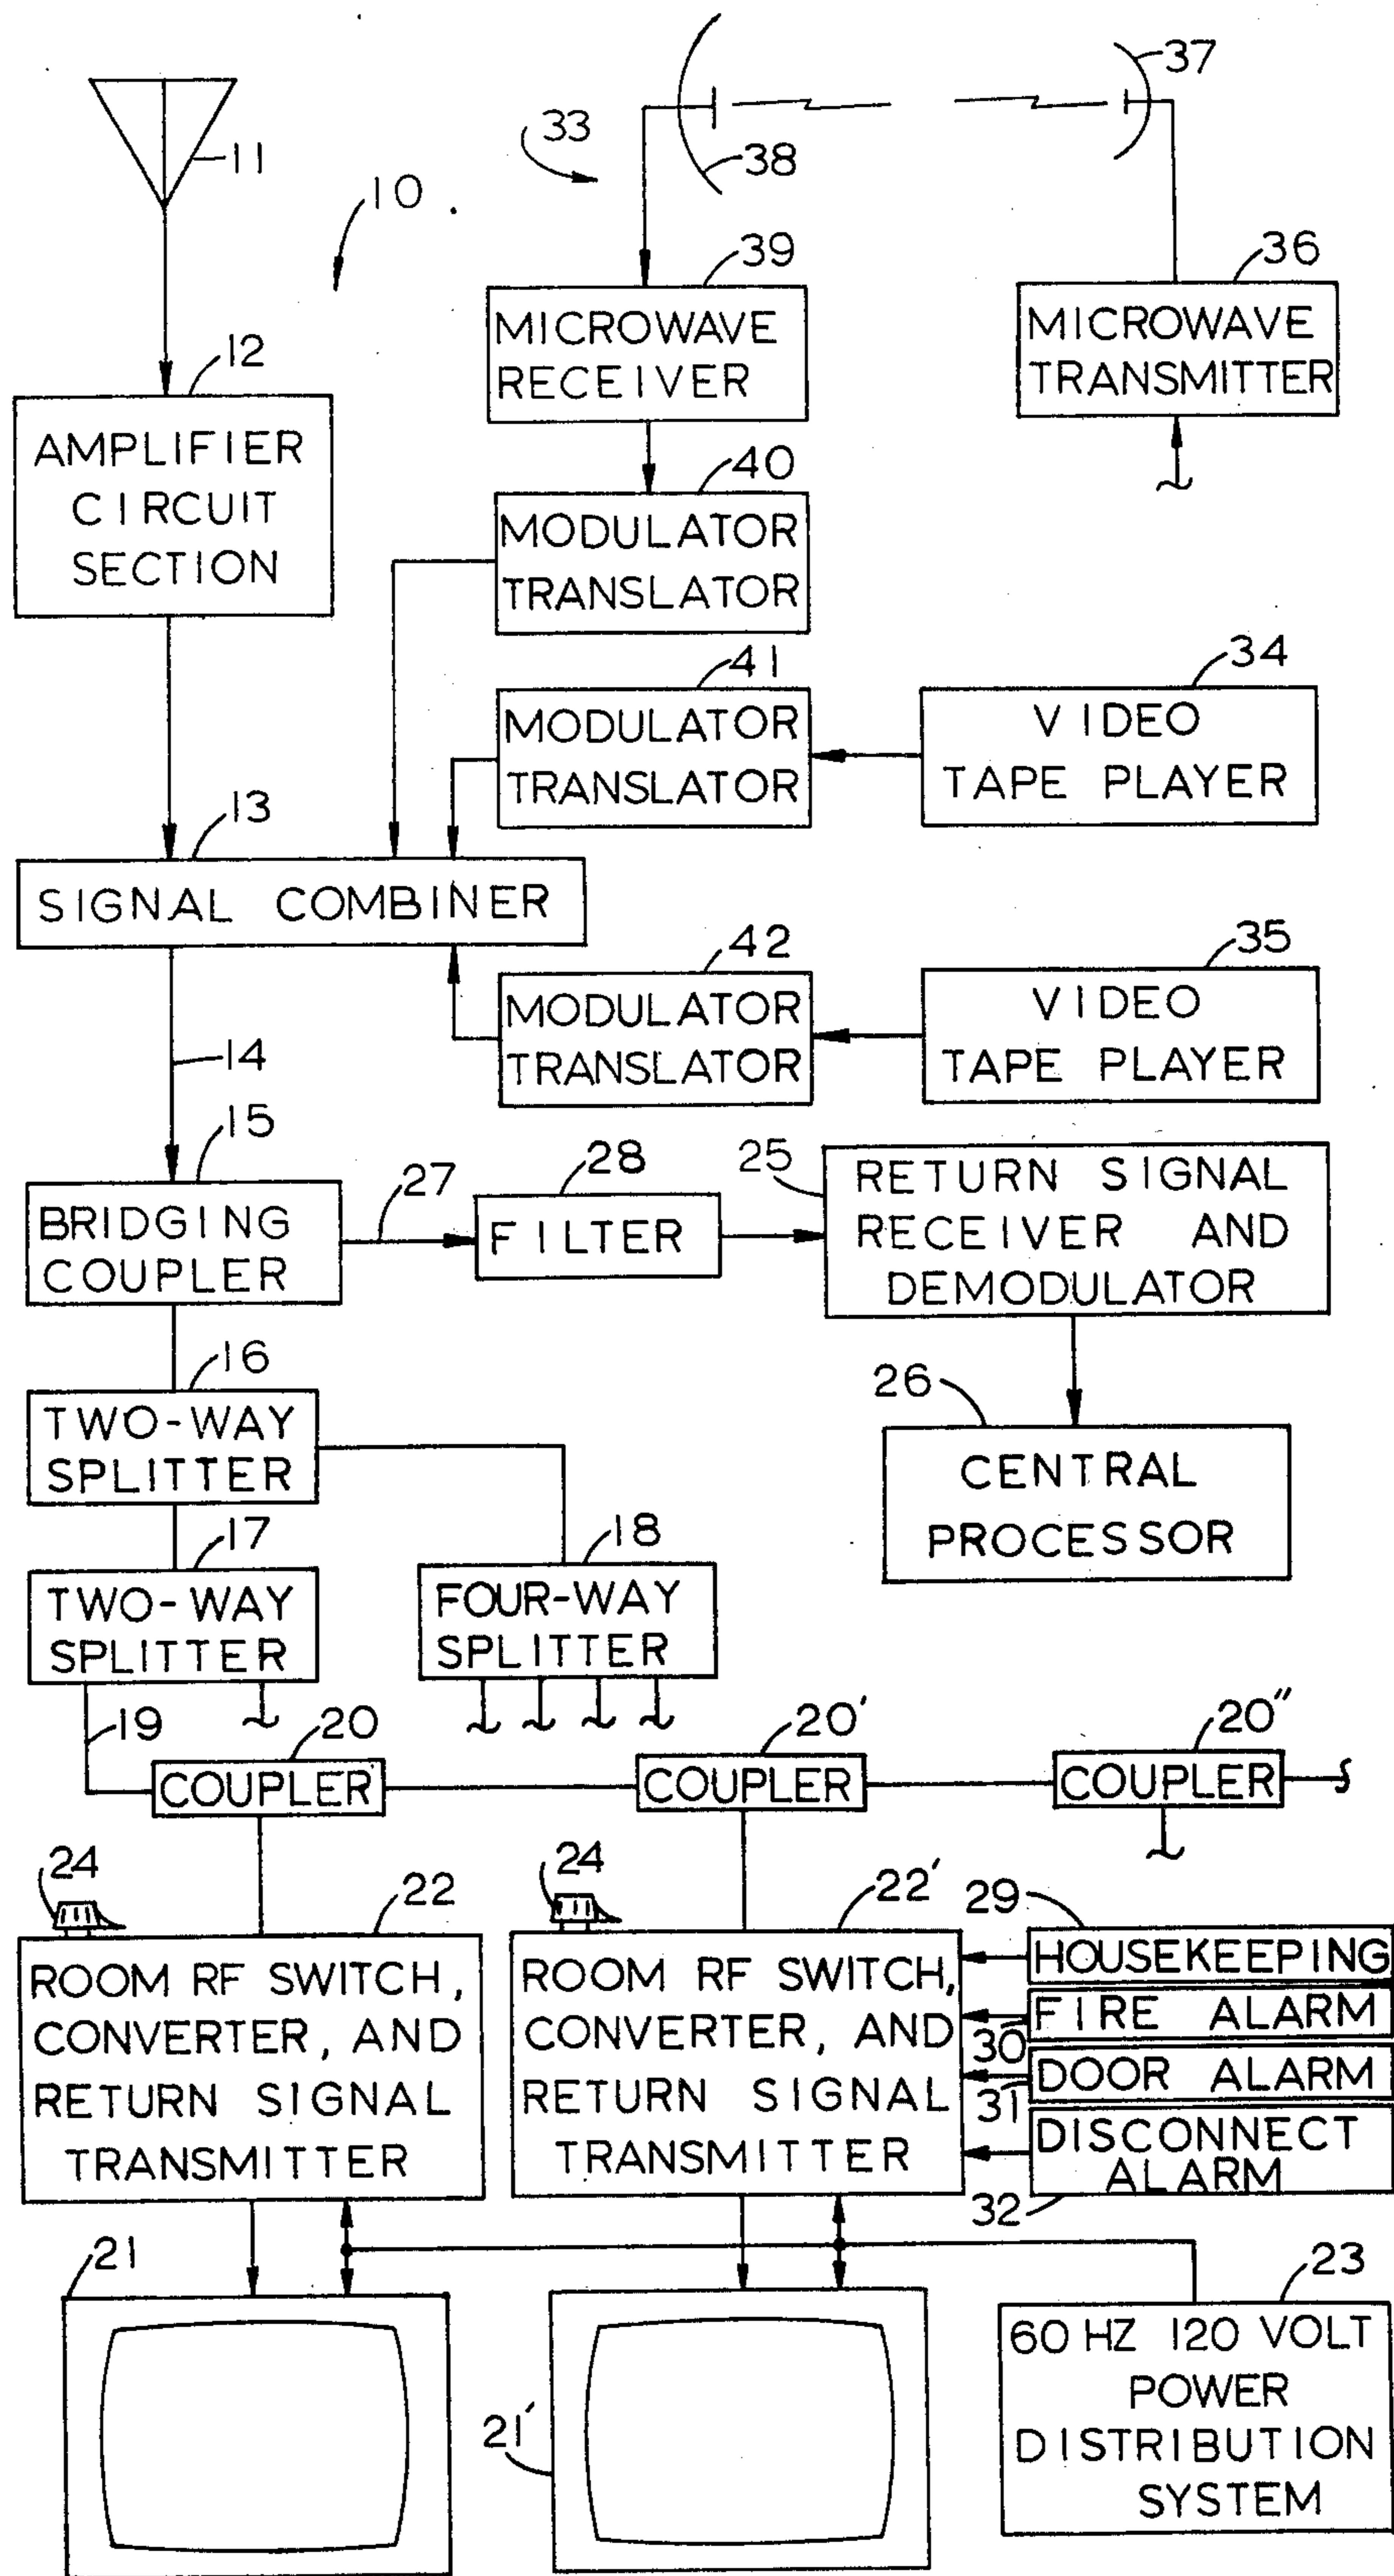 37
33
38
11
10
39
36
MICROWAVE
RECEIVER
MICROWAVE
TRANSMITTER
12
AMPLIFIER
CIRCUIT
SECTION
40
MODULATOR
TRANSLATOR
41
MODULATOR
TRANSLATOR
34
VIDEO
TAPE PLAYER
13
SIGNAL COMBINER
42
MODULATOR
TRANSLATOR
35
VIDEO
TAPE PLAYER
14
15
BRIDGING
COUPLER
27
28
FILTER
25
RETURN SIGNAL
RECEIVER AND
DEMODULATOR
16
TWO-WAY
SPLITTER
26
CENTRAL
PROCESSOR
17
TWO-WAY
SPLITTER
18
FOUR-WAY
SPLITTER
19
20
COUPLER
20'
COUPLER
20"
COUPLER
24
22
ROOM RF SWITCH,
CONVERTER, AND
RETURN SIGNAL
TRANSMITTER
24
22'
ROOM RF SWITCH,
CONVERTER, AND
RETURN SIGNAL
TRANSMITTER
29
HOUSEKEEPING
FIRE ALARM
30
DOOR ALARM
31
DISCONNECT
ALARM
32
21
21'
23
60 HZ 120 VOLT
POWER
DISTRIBUTION
SYSTEM